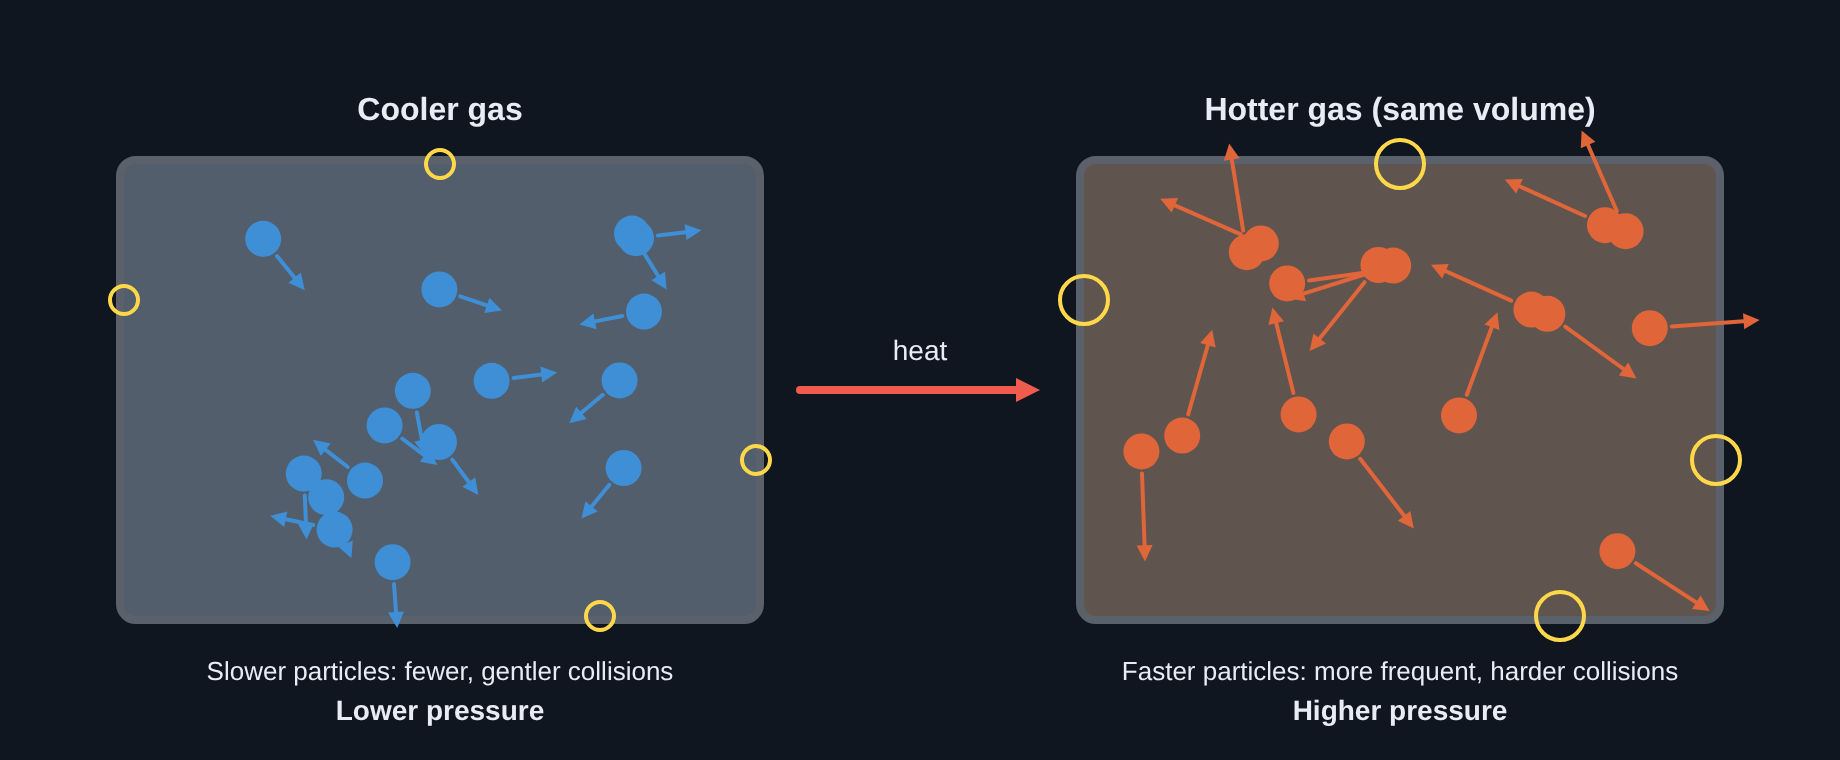 Cooler gas
Hotter gas (same volume)
heat
Slower particles: fewer, gentler collisions
Lower pressure
Faster particles: more frequent, harder collisions
Higher pressure